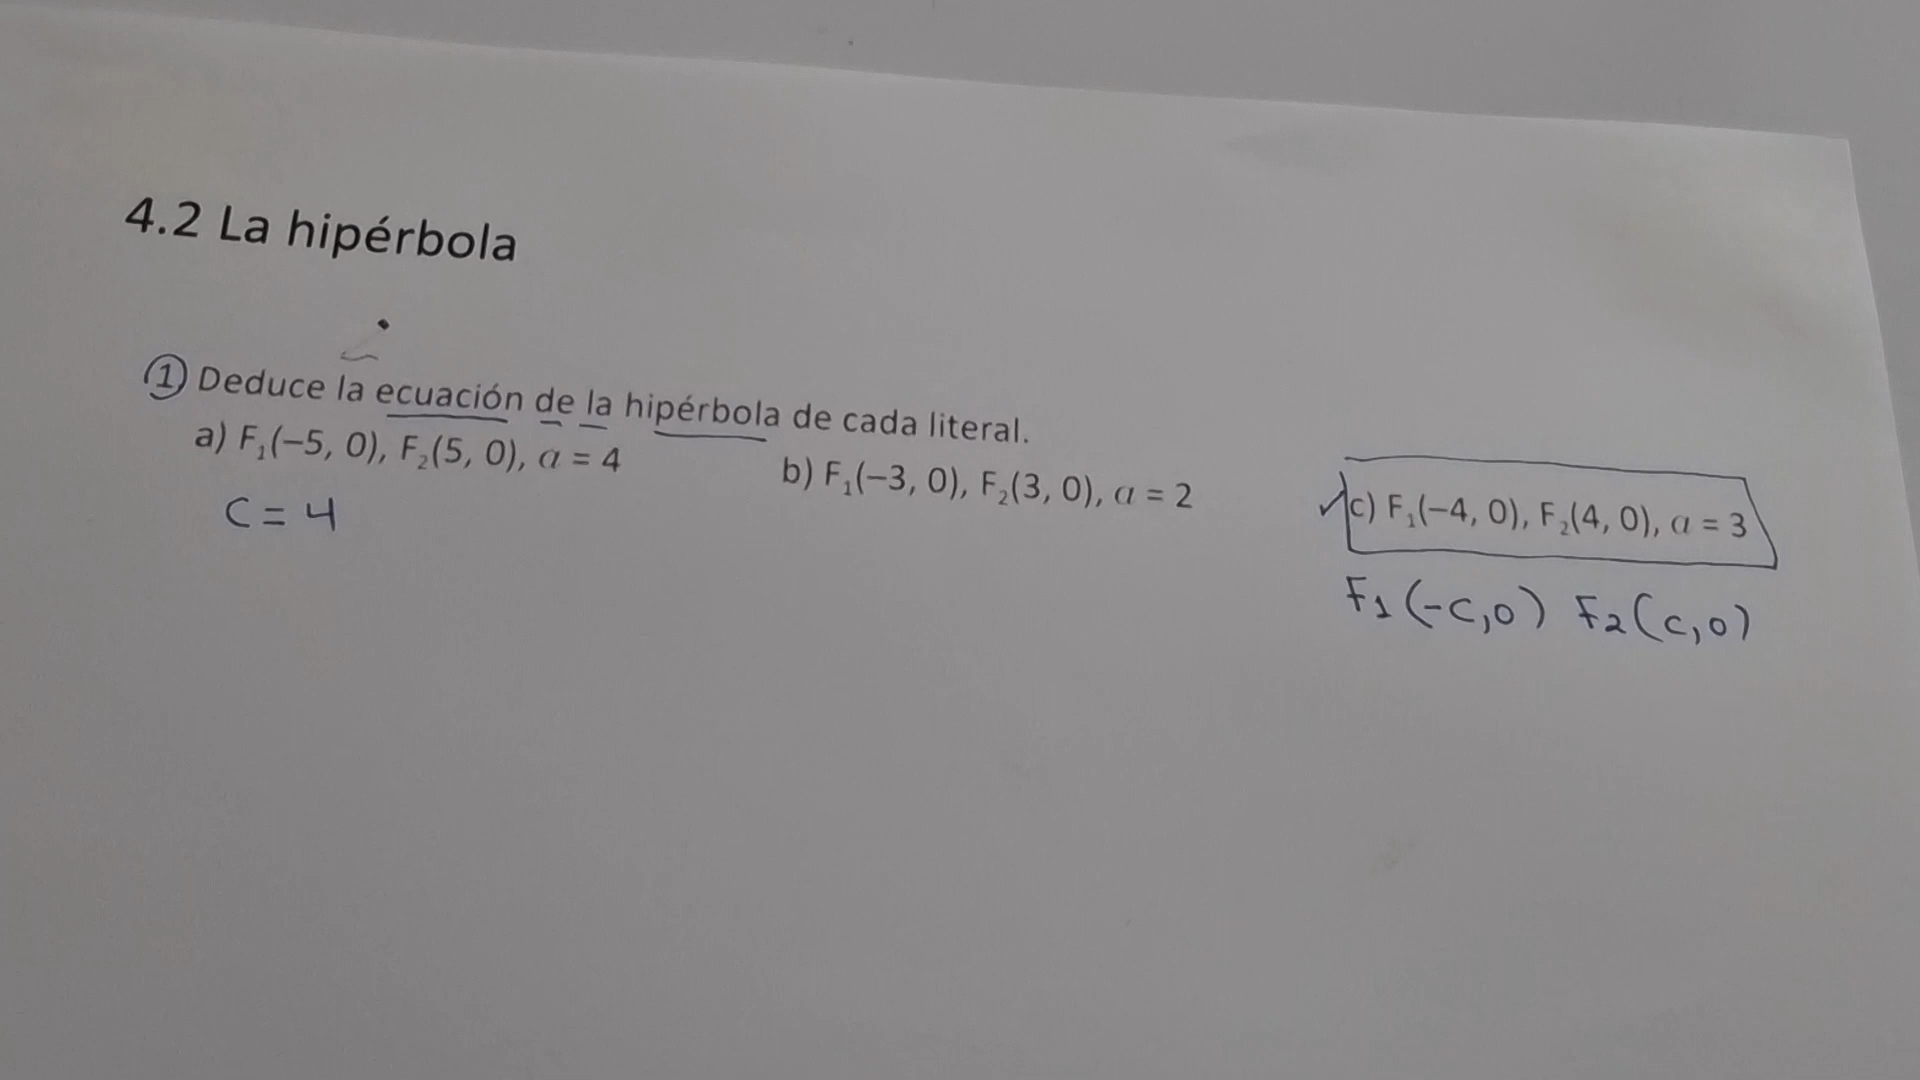 4.2 La hipérbola
1 Deduce la ecuación de la hipérbola de cada literal.
a) F₁(−5, 0), F₂(5, 0), a = 4
b) F₁(−3, 0), F₂(3, 0), a = 2
c) F₁(−4, 0), F₂(4, 0), a = 3
C = 4
F₁(-c,0) F₂(c,0)